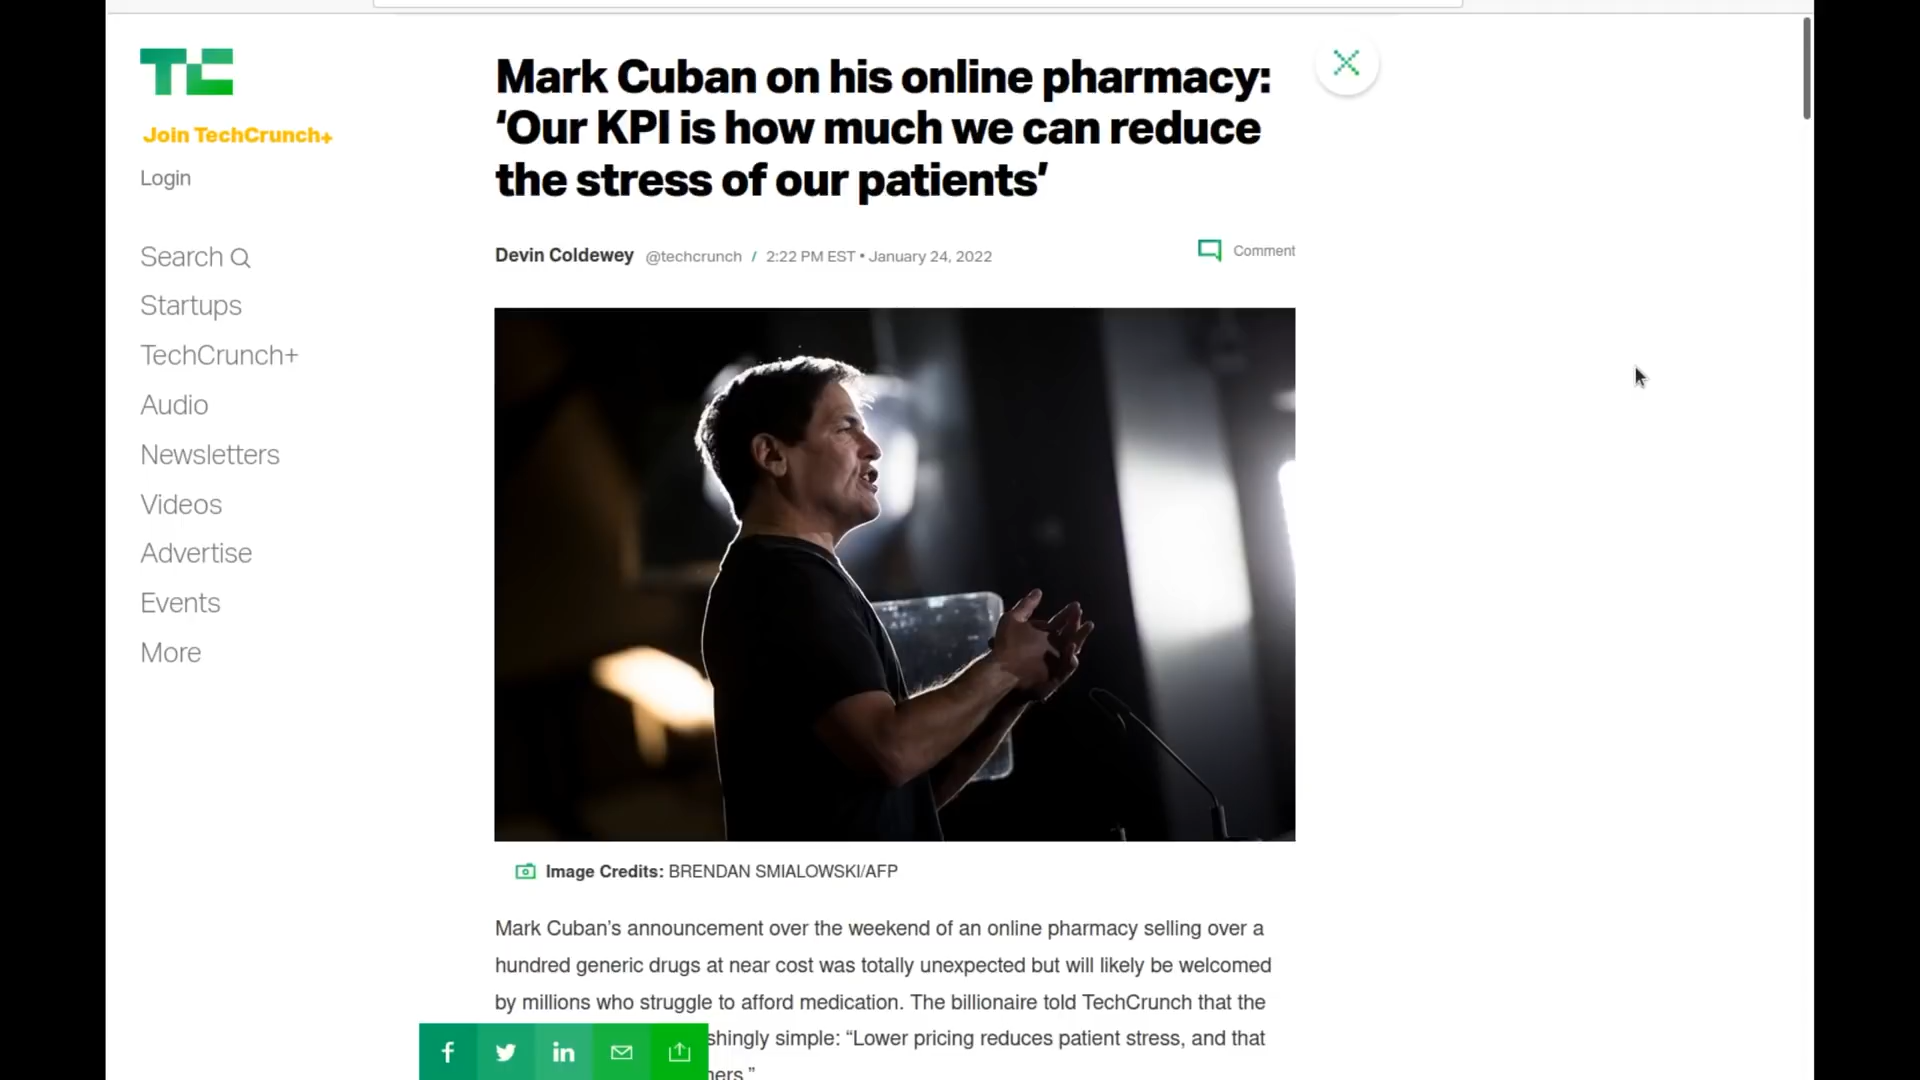 TC
Join TechCrunch+
Login
Search
Startups
TechCrunch+
Audio
Newsletters
Videos
Advertise
Events
More
Mark Cuban on his online pharmacy:
‘Our KPI is how much we can reduce
the stress of our patients’
Devin Coldewey @techcrunch / 2:22 PM EST • January 24, 2022
Comment
Image Credits: BRENDAN SMIALOWSKI/AFP
Mark Cuban’s announcement over the weekend of an online pharmacy selling over a
hundred generic drugs at near cost was totally unexpected but will likely be welcomed
by millions who struggle to afford medication. The billionaire told TechCrunch that the
simple: “Lower pricing reduces patient stress, and that
f in